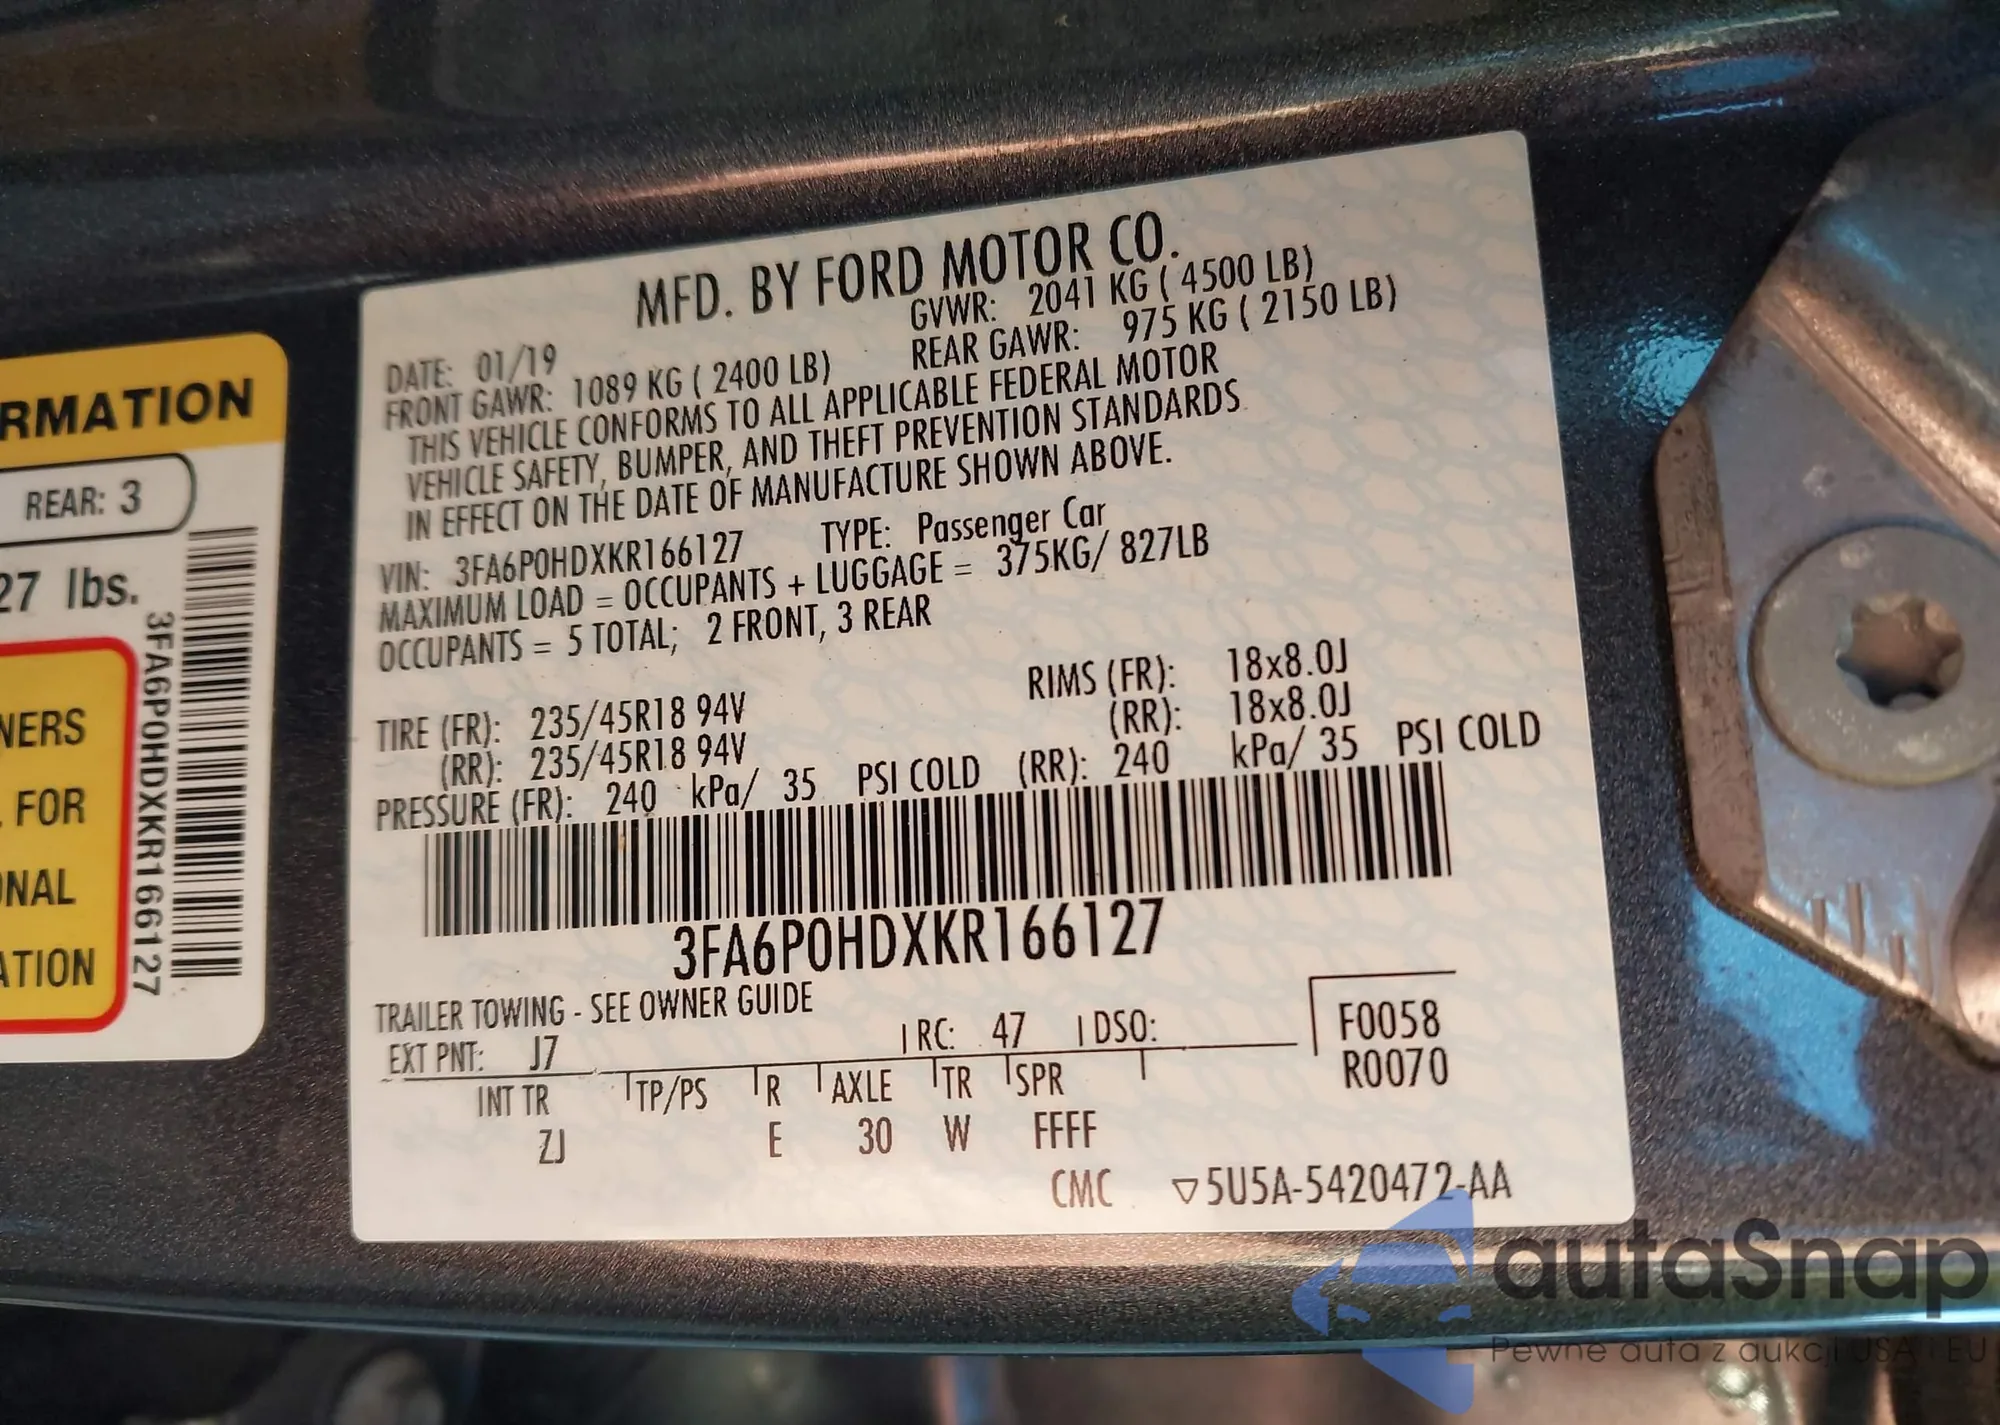 RMATION
REAR: 3
27 lbs.
NERS
FOR
ONAL
ATION
3FA6P0HDXKR166127
MFD. BY FORD MOTOR CO.
DATE: 01/19 GVWR: 2041 KG ( 4500 LB)
FRONT GAWR: 1089 KG ( 2400 LB) REAR GAWR: 975 KG ( 2150 LB)
THIS VEHICLE CONFORMS TO ALL APPLICABLE FEDERAL MOTOR
VEHICLE SAFETY, BUMPER, AND THEFT PREVENTION STANDARDS
IN EFFECT ON THE DATE OF MANUFACTURE SHOWN ABOVE.
VIN: 3FA6P0HDXKR166127 TYPE: Passenger Car
MAXIMUM LOAD = OCCUPANTS + LUGGAGE = 375KG/ 827LB
OCCUPANTS = 5 TOTAL; 2 FRONT, 3 REAR
TIRE (FR): 235/45R18 94V RIMS (FR): 18x8.0J
(RR): 235/45R18 94V (RR): 18x8.0J
PRESSURE (FR): 240 kPa/ 35 PSI COLD (RR): 240 kPa/ 35 PSI COLD
3FA6P0HDXKR166127
TRAILER TOWING - SEE OWNER GUIDE
EXT PNT: J7 RC: 47 DSO: F0058
R0070
INT TR TP/PS R AXLE TR SPR
ZJ E 30 W FFFF
CMC ▽5U5A-5420472-AA
autaSnap
Pewne auta z aukcji USA i EU